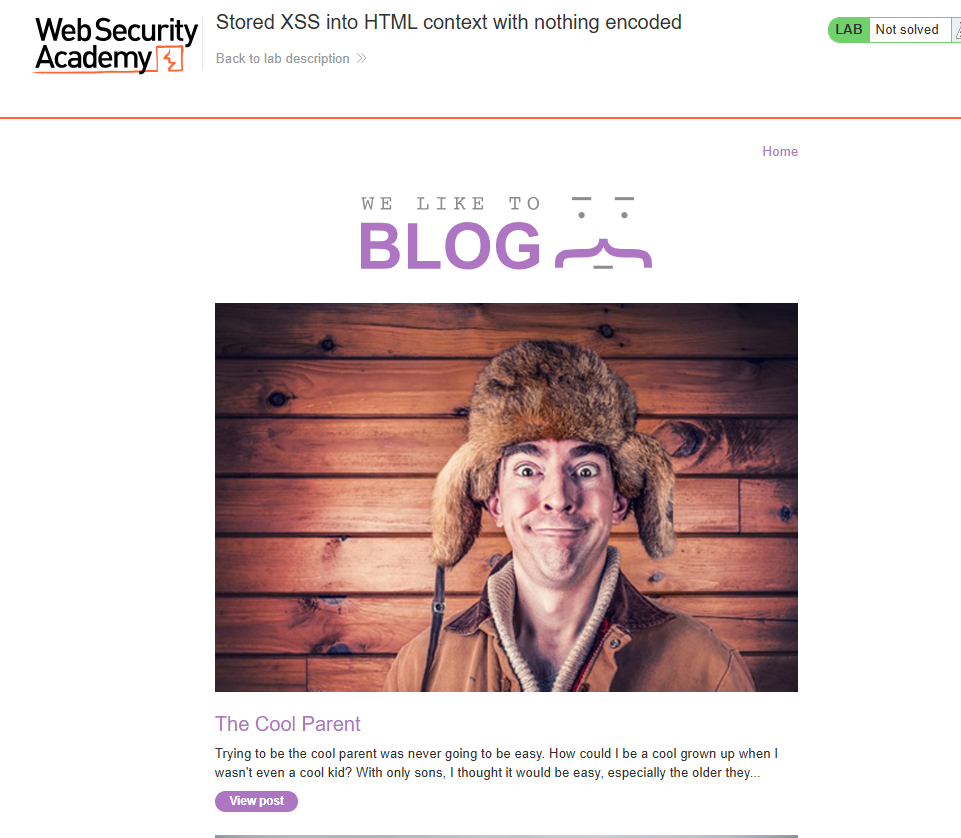 Web Security
Academy
Stored XSS into HTML context with nothing encoded
Back to lab description
LAB
Not solved
Home
WE LIKE TO
BLOG
The Cool Parent
Trying to be the cool parent was never going to be easy. How could I be a cool grown up when I
wasn't even a cool kid? With only sons, I thought it would be easy, especially the older they...
View post